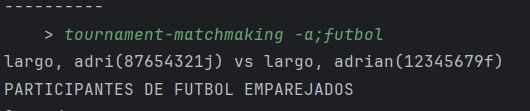 ----------
> tournament-matchmaking -a;futbol
largo, adri(87654321j) vs largo, adrian(12345679f)
PARTICIPANTES DE FUTBOL EMPAREJADOS